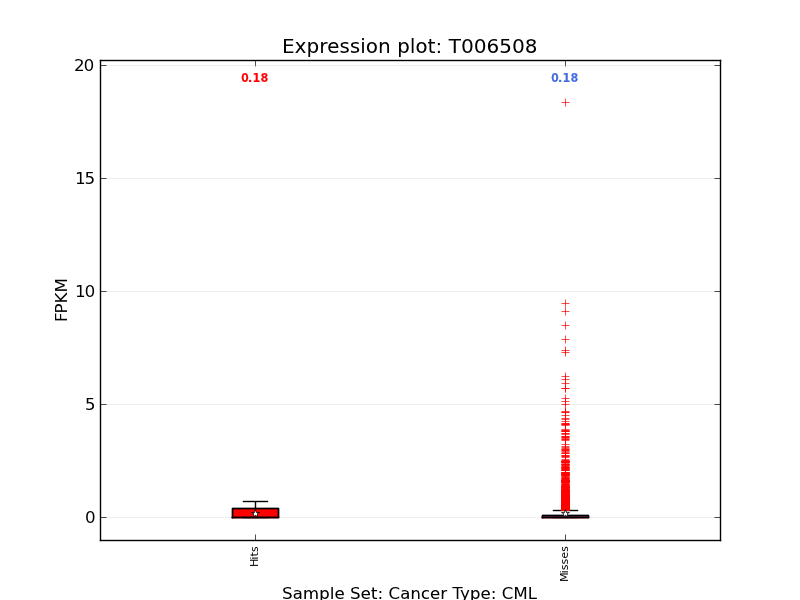 Expression plot: T006508
20
0.18
0.18
15
10
FPKM
5
0
Hits
Misses
Sample Set: Cancer Type: CML